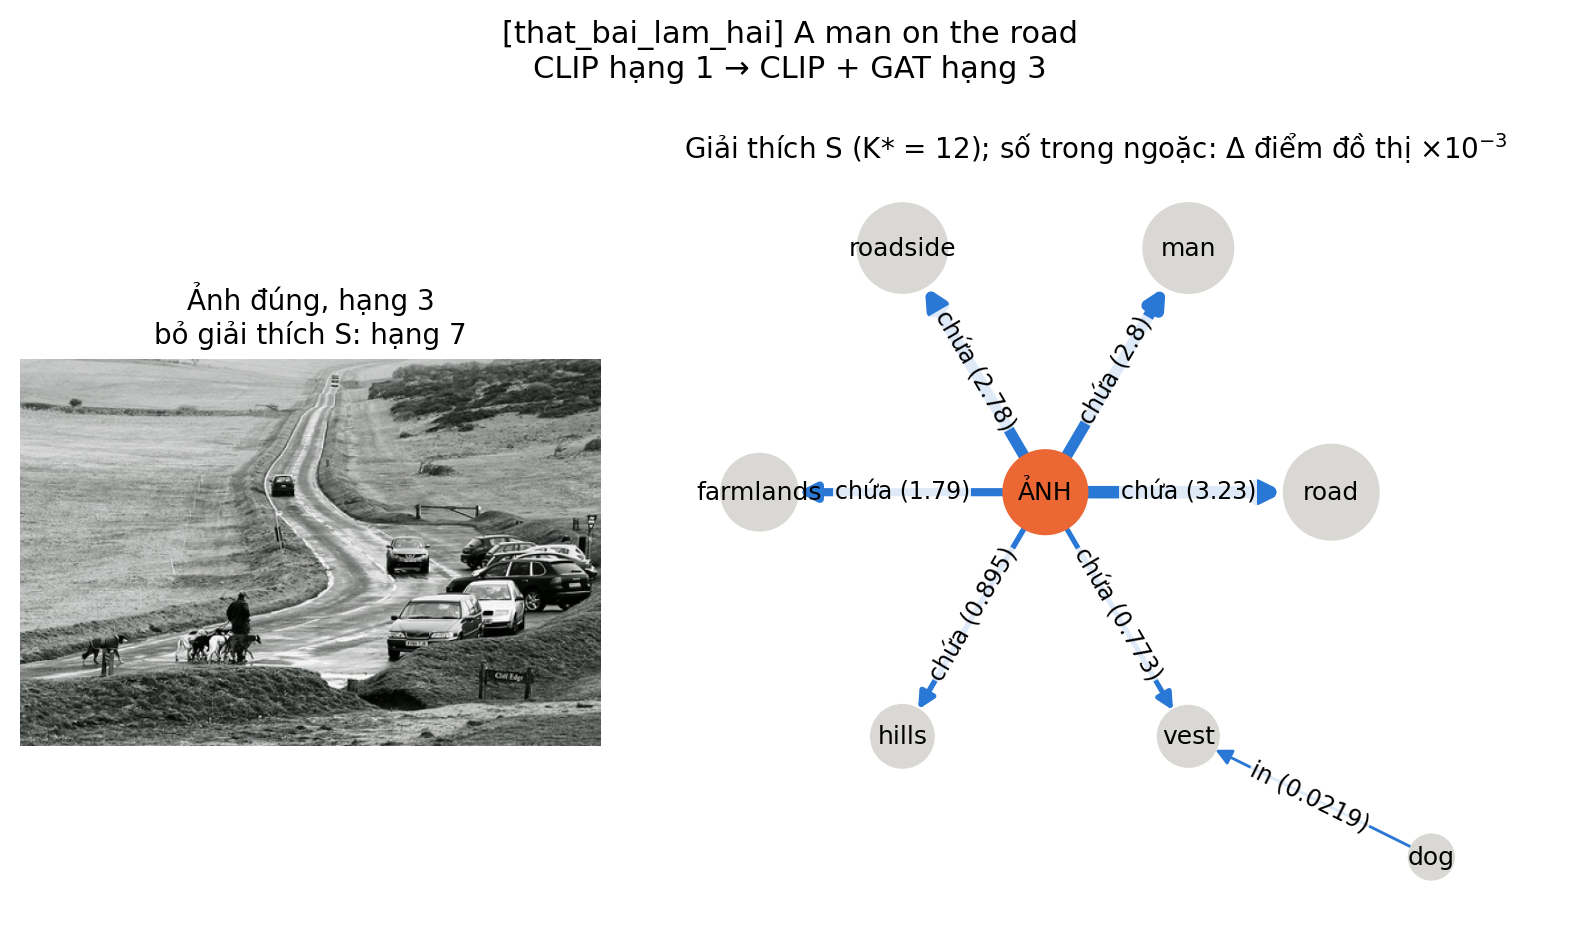 [that_bai_lam_hai] A man on the road
CLIP hạng 1 → CLIP + GAT hạng 3
Giải thích S (K* = 12); số trong ngoặc: Δ điểm đồ thị ×10⁻³
roadside
man
chứa (2.78)
chứa (2.8)
Ảnh đúng, hạng 3
bỏ giải thích S: hạng 7
farmlands
chứa (1.79)
ẢNH
chứa (3.23)
road
chứa (0.895)
chứa (0.773)
hills
vest
in (0.0219)
dog
Cliff Edge